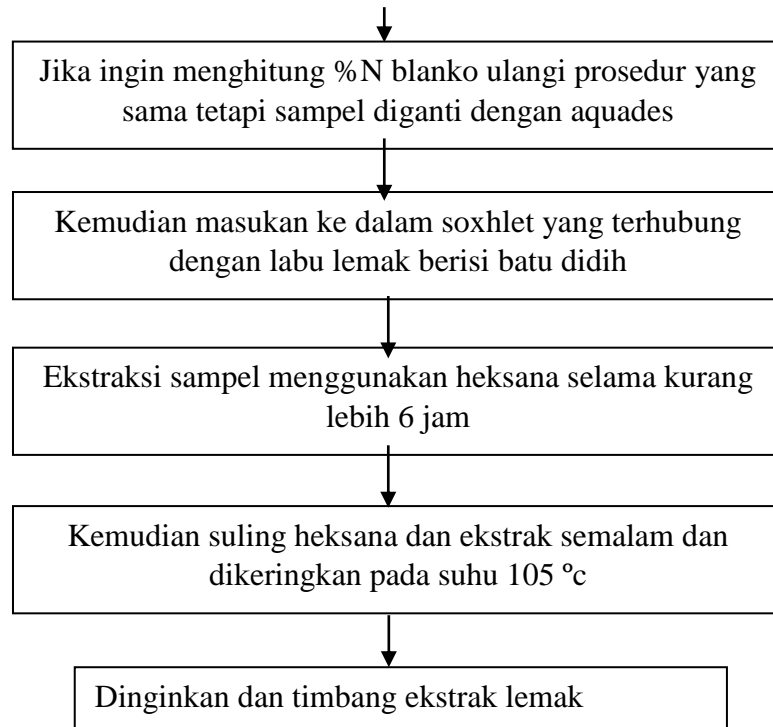 Jika ingin menghitung %N blanko ulangi prosedur yang
sama tetapi sampel diganti dengan aquades
Kemudian masukan ke dalam soxhlet yang terhubung
dengan labu lemak berisi batu didih
Ekstraksi sampel menggunakan heksana selama kurang
lebih 6 jam
Kemudian suling heksana dan ekstrak semalam dan
dikeringkan pada suhu 105 ºc
Dinginkan dan timbang ekstrak lemak